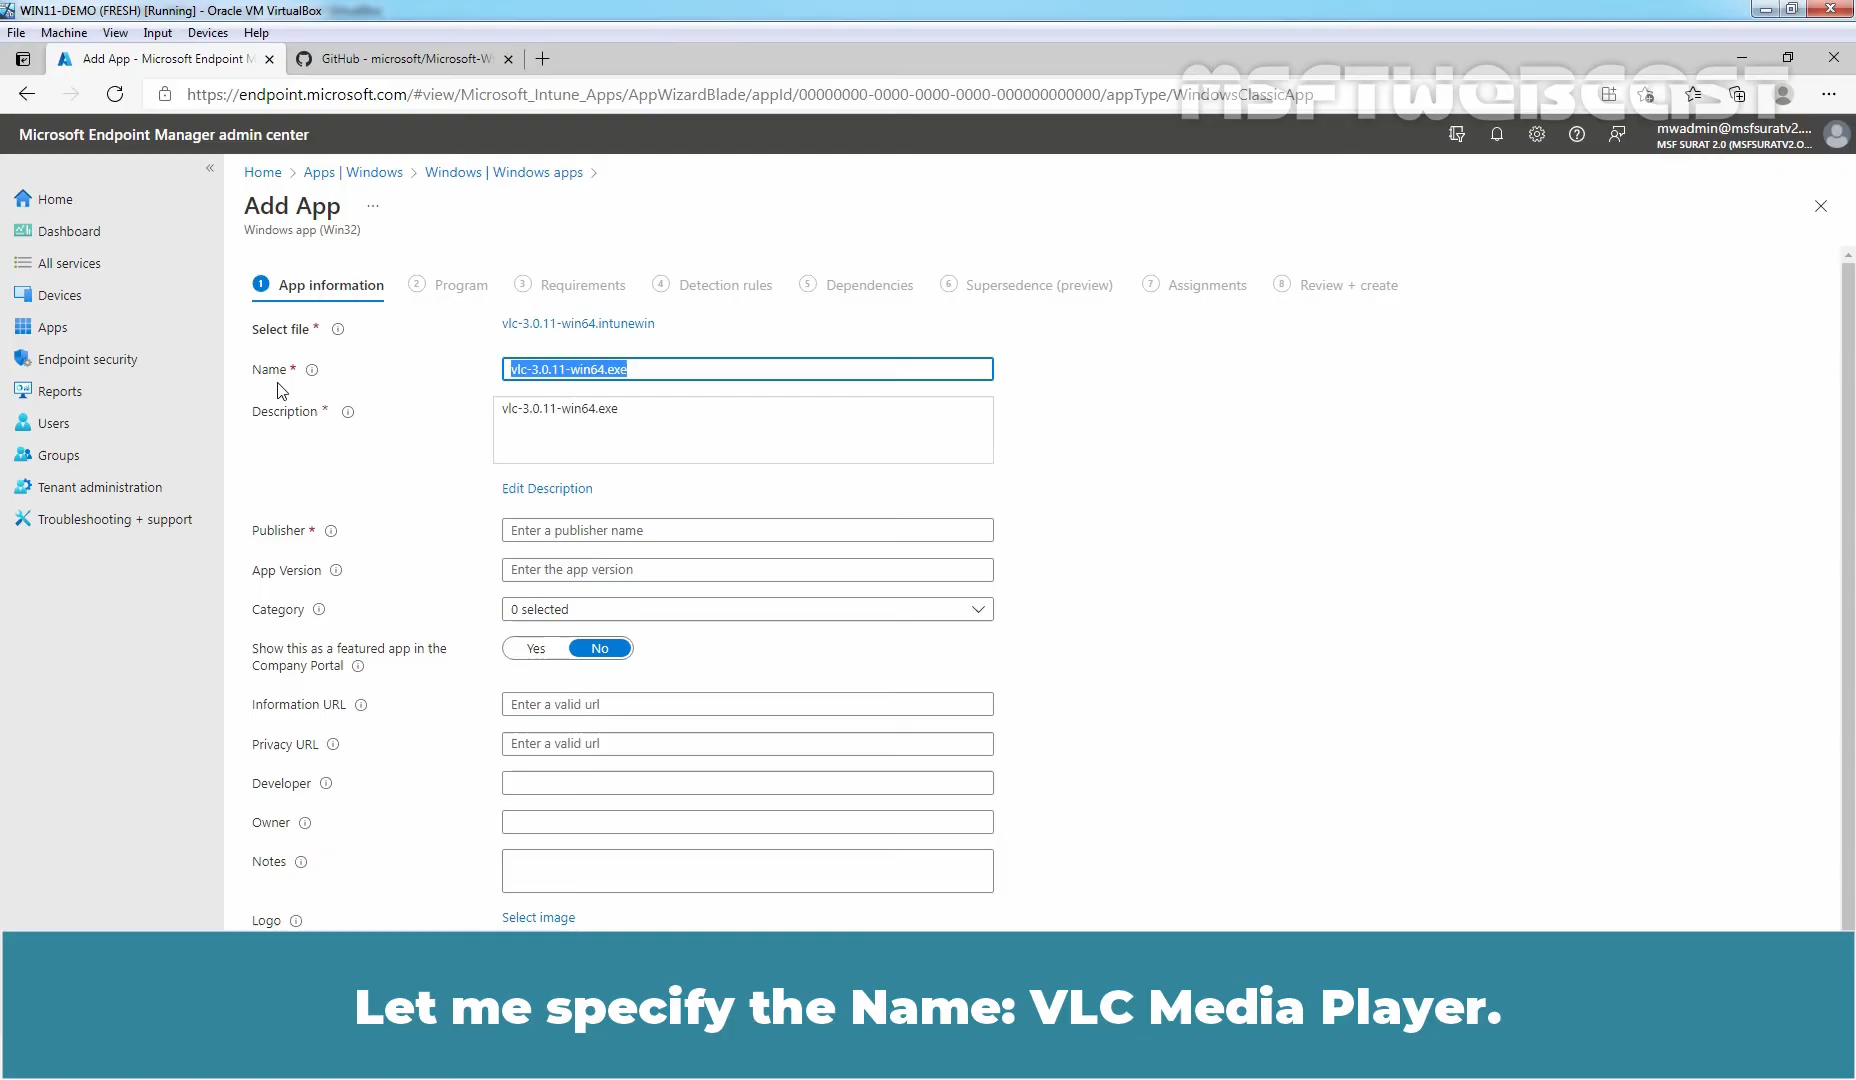 WIN11-DEMO (FRESH) [Running] - Oracle VM VirtualBox
File Machine View Input Devices Help
Add App - Microsoft Endpoint M
GitHub - microsoft/Microsoft-W
https://endpoint.microsoft.com/#view/Microsoft_Intune_Apps/AppWizardBlade/appId/00000000-0000-0000-0000-000000000000/appType/WindowsClassicApp
MSFTWEBCAST
Microsoft Endpoint Manager admin center
mwadmin@msfsuratv2....
MSF SURAT 2.0 (MSFSURATV2.O...
Home
Dashboard
All services
Devices
Apps
Endpoint security
Reports
Users
Groups
Tenant administration
Troubleshooting + support
Home > Apps | Windows > Windows | Windows apps >
Add App ...
Windows app (Win32)
1 App information
2 Program
3 Requirements
4 Detection rules
5 Dependencies
6 Supersedence (preview)
7 Assignments
8 Review + create
Select file * vlc-3.0.11-win64.intunewin
Name * vlc-3.0.11-win64.exe
Description * vlc-3.0.11-win64.exe
Edit Description
Publisher * Enter a publisher name
App Version Enter the app version
Category 0 selected
Show this as a featured app in the
Company Portal
Yes No
Information URL Enter a valid url
Privacy URL Enter a valid url
Developer
Owner
Notes
Logo Select image
Let me specify the Name: VLC Media Player.